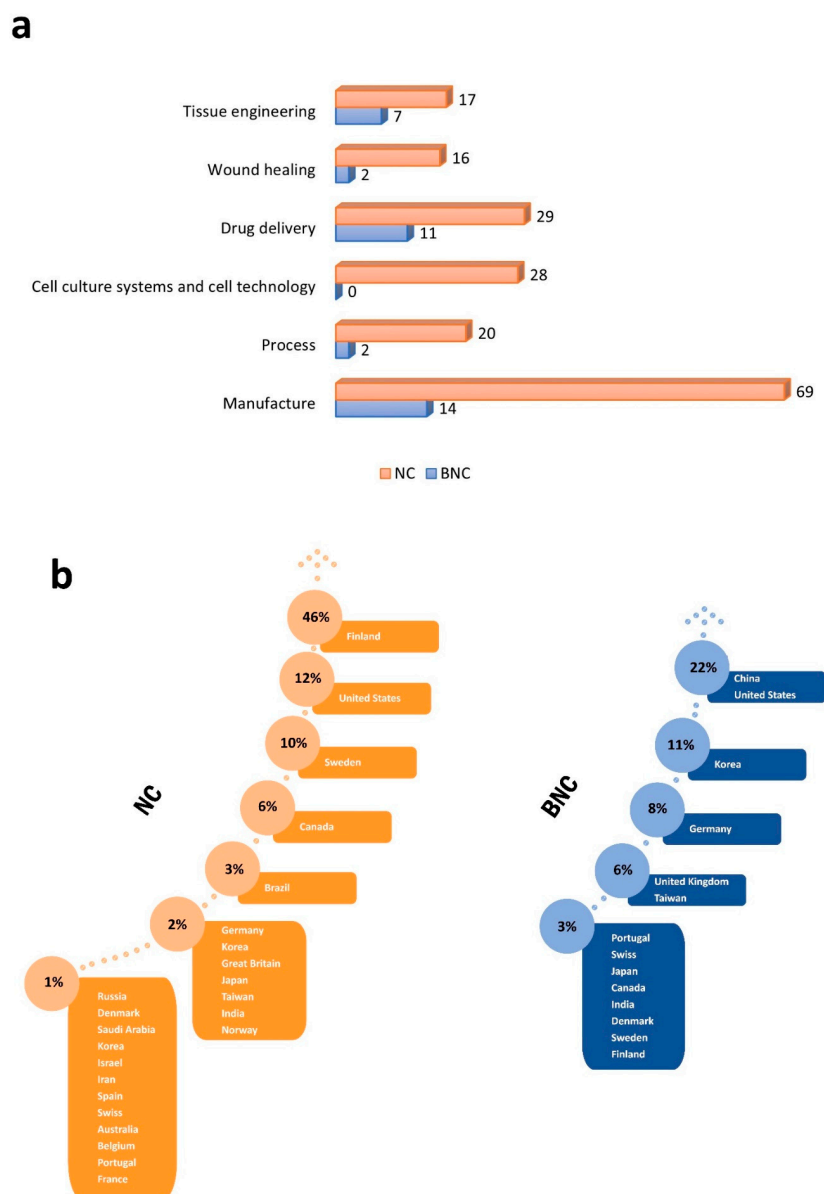 a
Tissue engineering
17
7
Wound healing
16
2
Drug delivery
29
11
Cell culture systems and cell technology
28
0
Process
20
2
Manufacture
69
14
NC
BNC
b
NC
46%
Finland
12%
United States
10%
Sweden
6%
Canada
3%
Brazil
2%
Germany
Korea
Great Britain
Japan
Taiwan
India
Norway
1%
Russia
Denmark
Saudi Arabia
Korea
Israel
Iran
Spain
Swiss
Australia
Belgium
Portugal
France
BNC
22%
China
United States
11%
Korea
8%
Germany
6%
United Kingdom
Taiwan
3%
Portugal
Swiss
Japan
Canada
India
Denmark
Sweden
Finland